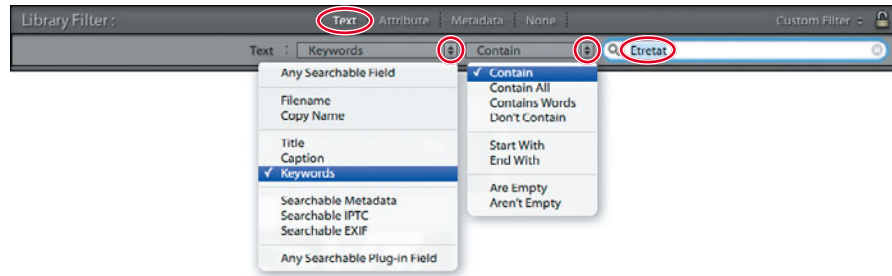 Library Filter : Text Attribute Metadata None Custom Filter
Text Keywords Contain Etretat
Any Searchable Field
Filename
Copy Name
Title
Caption
✓ Keywords
Searchable Metadata
Searchable IPTC
Searchable EXIF
Any Searchable Plug-in Field
✓ Contain
Contain All
Contains Words
Don't Contain
Start With
End With
Are Empty
Aren't Empty